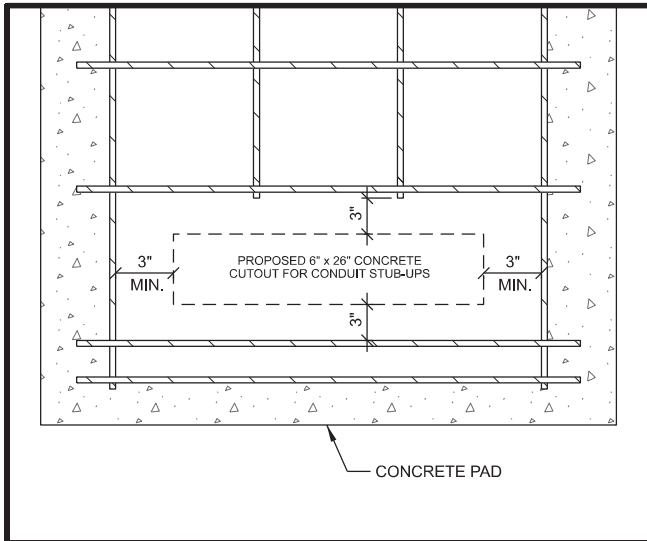 3"
PROPOSED 6" x 26" CONCRETE
CUTOUT FOR CONDUIT STUB-UPS
3"
MIN.
3"
MIN.
3"
CONCRETE PAD